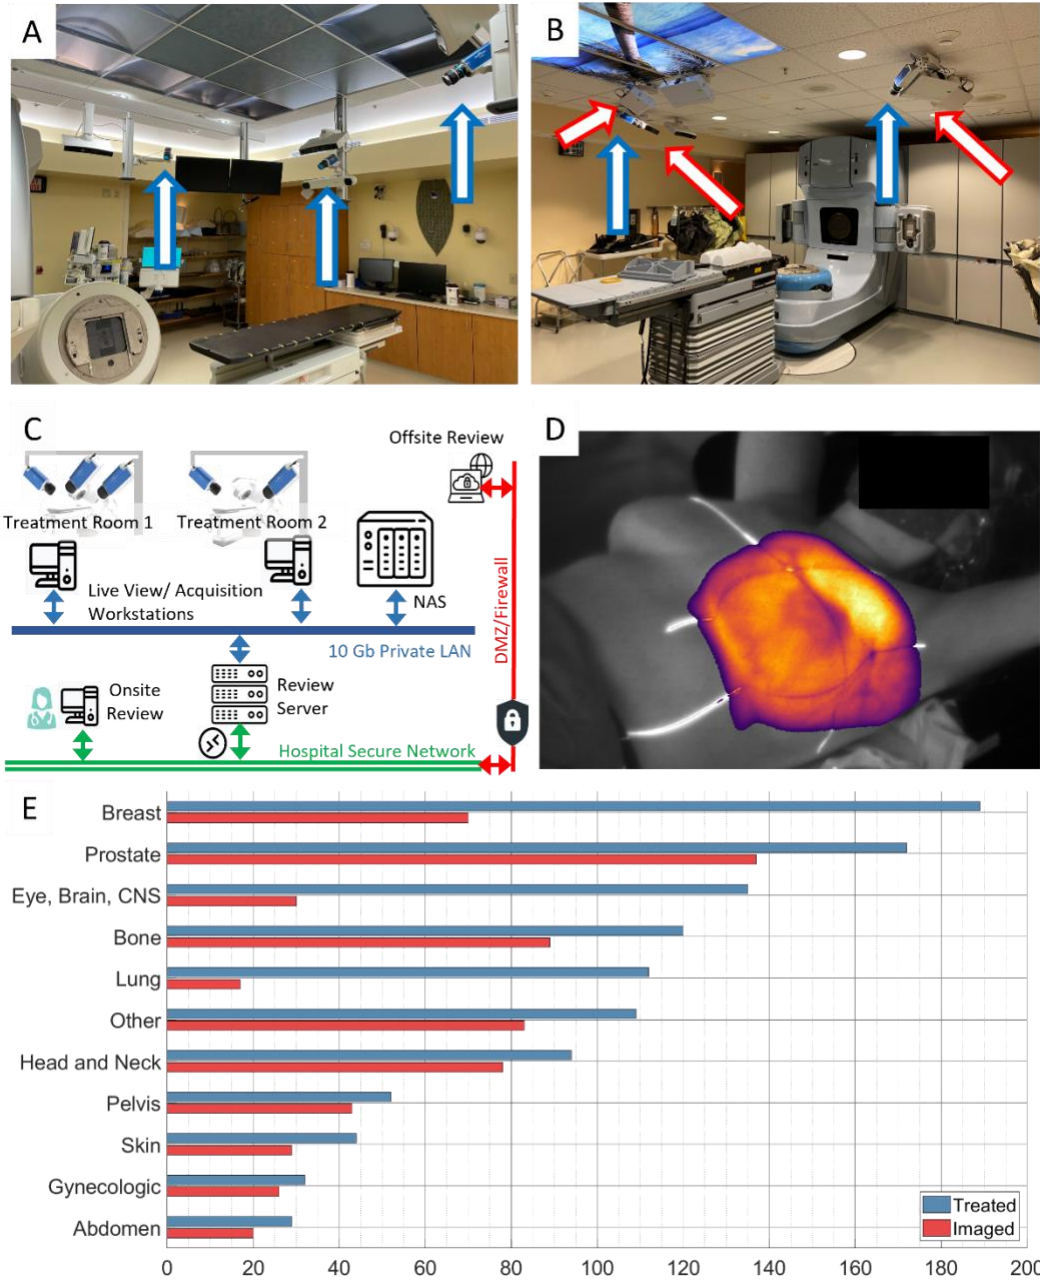 A
B
C
Offsite Review
Treatment Room 1
Treatment Room 2
Live View/ Acquisition
Workstations
NAS
DMZ/Firewall
10 Gb Private LAN
Onsite
Review
Review
Server
Hospital Secure Network
D
E
Breast
Prostate
Eye, Brain, CNS
Bone
Lung
Other
Head and Neck
Pelvis
Skin
Gynecologic
Abdomen
Treated
Imaged
0 20 40 60 80 100 120 140 160 180 200